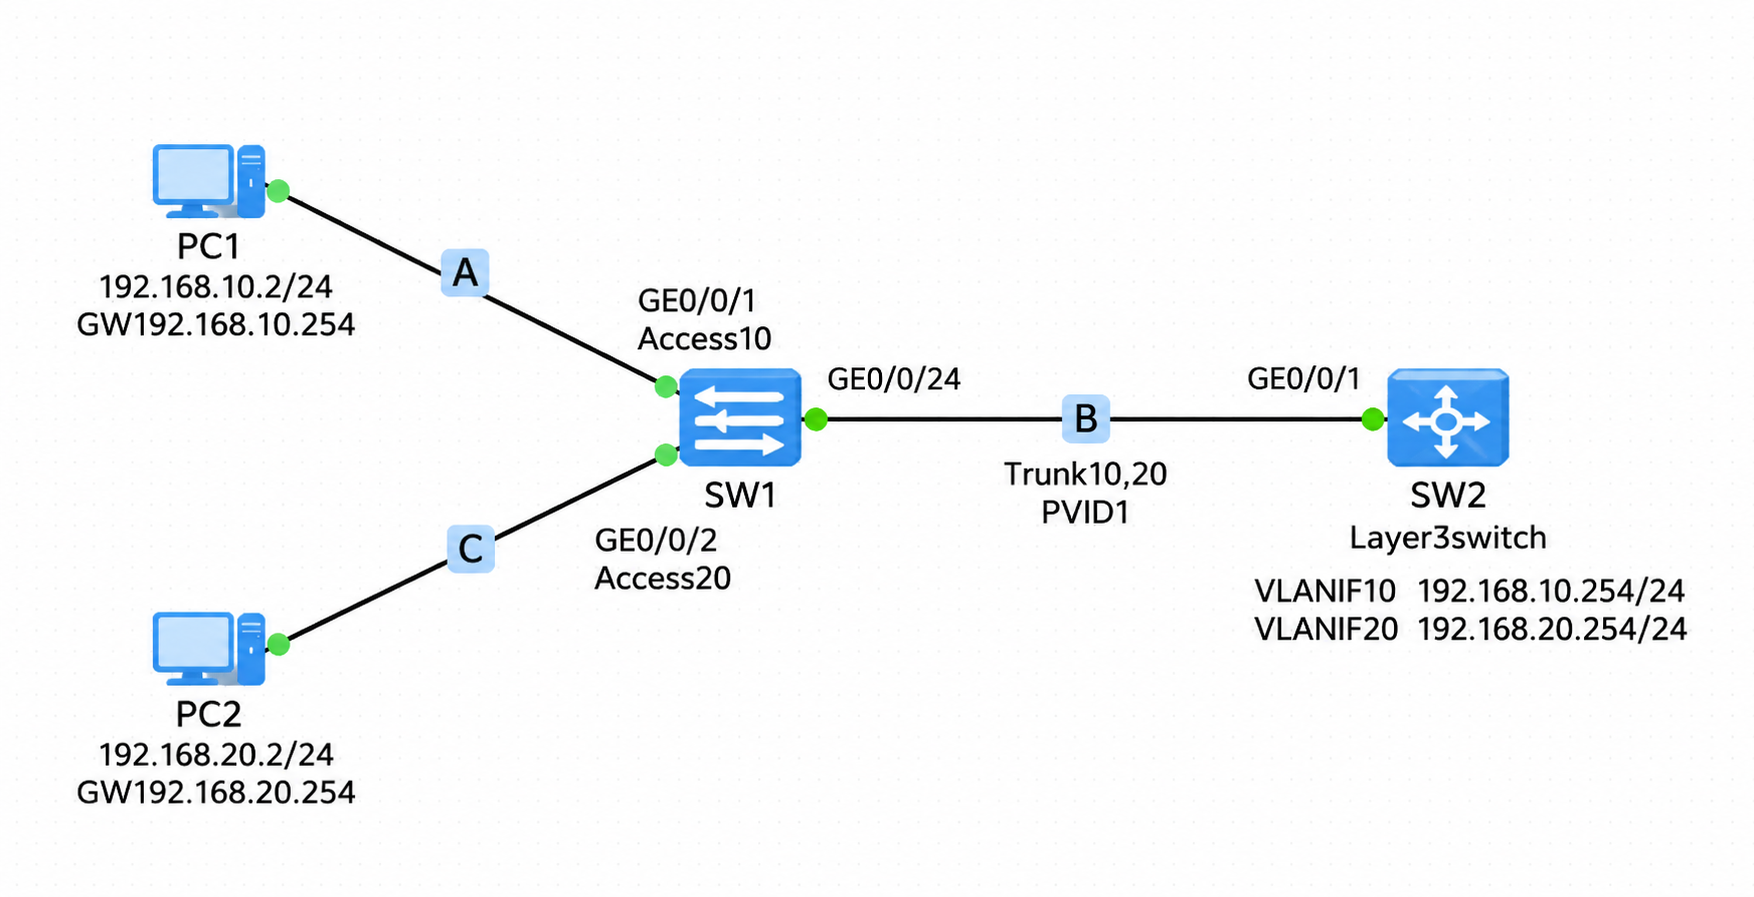 PC1
192.168.10.2/24
GW192.168.10.254
A
GE0/0/1
Access10
GE0/0/24
GE0/0/1
B
Trunk10,20
PVID1
SW1
SW2
Layer3switch
VLANIF10 192.168.10.254/24
VLANIF20 192.168.20.254/24
GE0/0/2
Access20
C
PC2
192.168.20.2/24
GW192.168.20.254